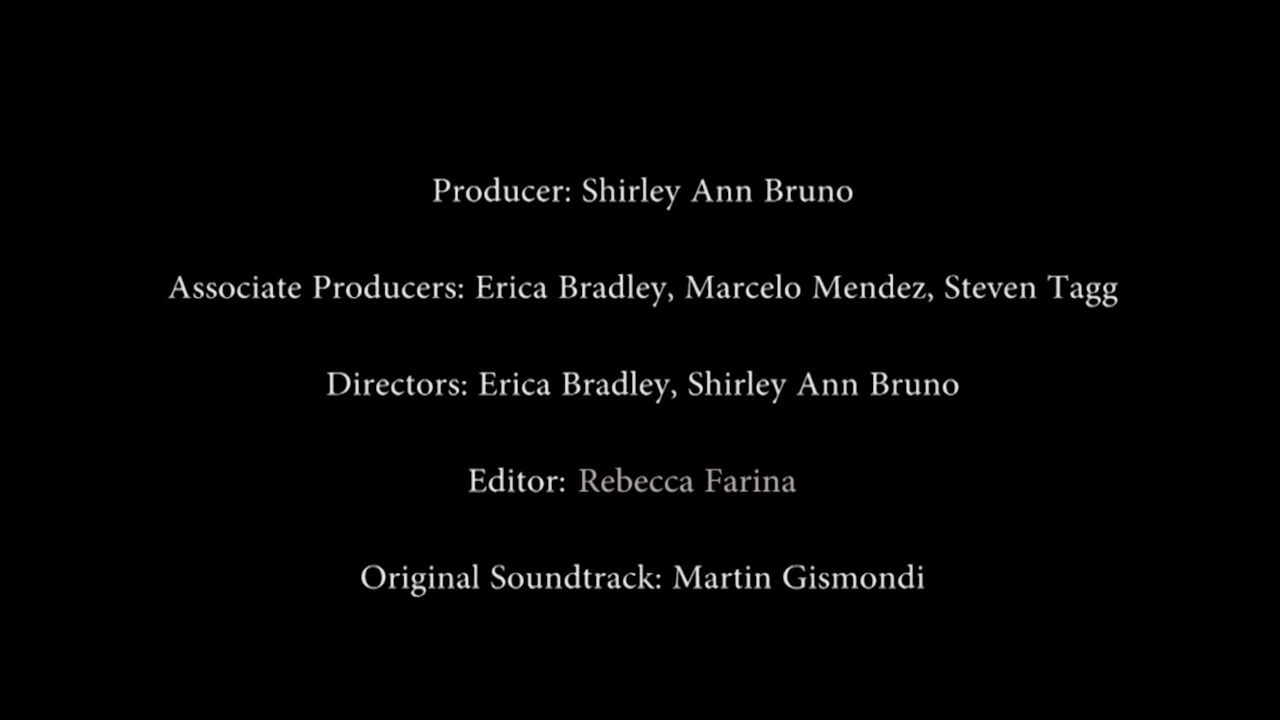 Producer: Shirley Ann Bruno
Associate Producers: Erica Bradley, Marcelo Mendez, Steven Tagg
Directors: Erica Bradley, Shirley Ann Bruno
Editor: Rebecca Farina
Original Soundtrack: Martin Gismondi